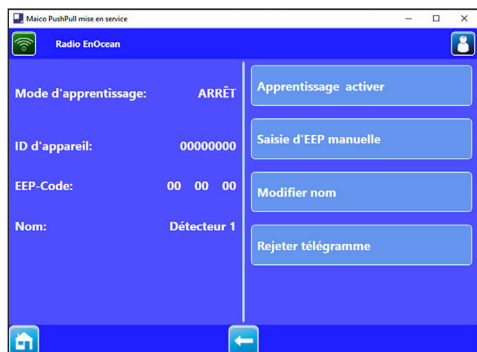 Maico PushPull mise en service
Radio EnOcean
Mode d'apprentissage: ARRÊT
ID d'appareil: 00000000
EEP-Code: 00 00 00
Nom: Détecteur 1
Apprentissage activer
Saisie d'EEP manuelle
Modifier nom
Rejeter télégramme